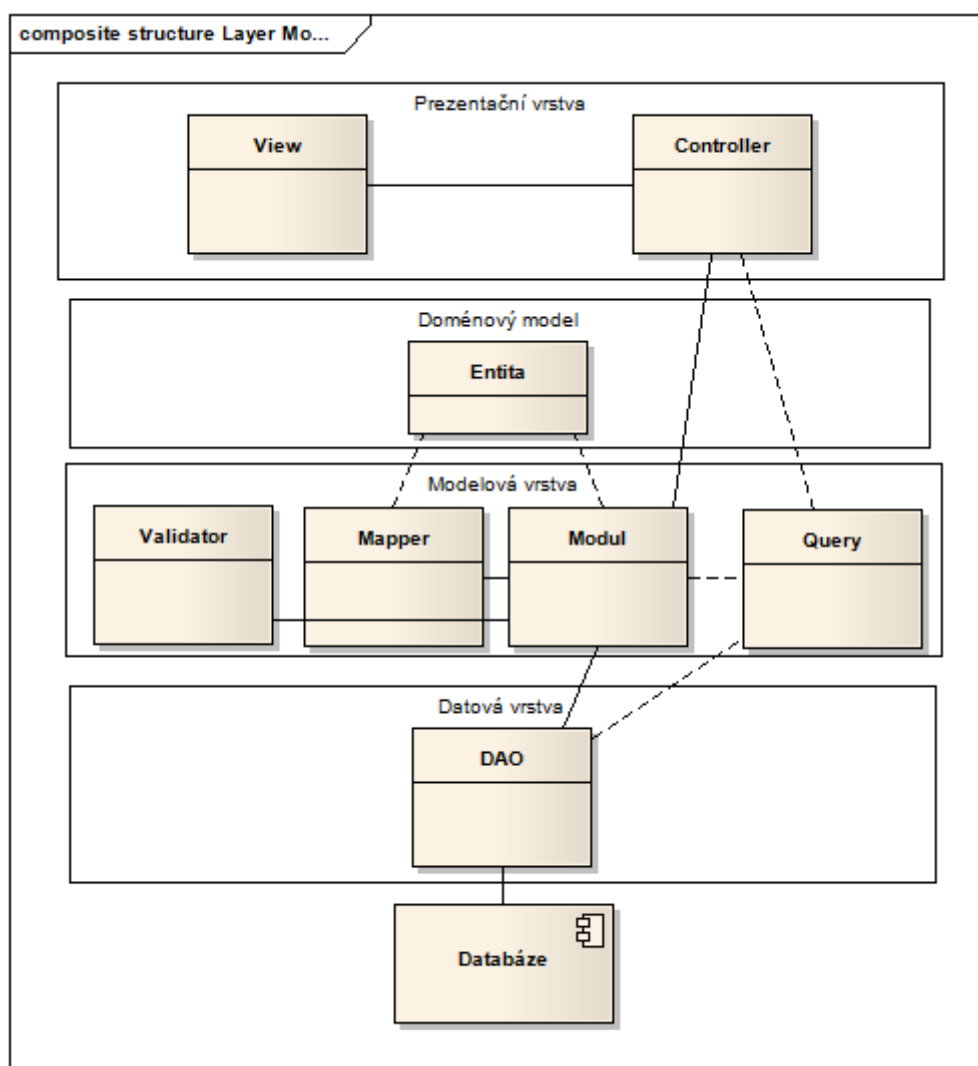 composite structure Layer Mo...
Prezentační vrstva
View
Controller
Doménový model
Entita
Modelová vrstva
Validator
Mapper
Modul
Query
Datová vrstva
DAO
Databáze